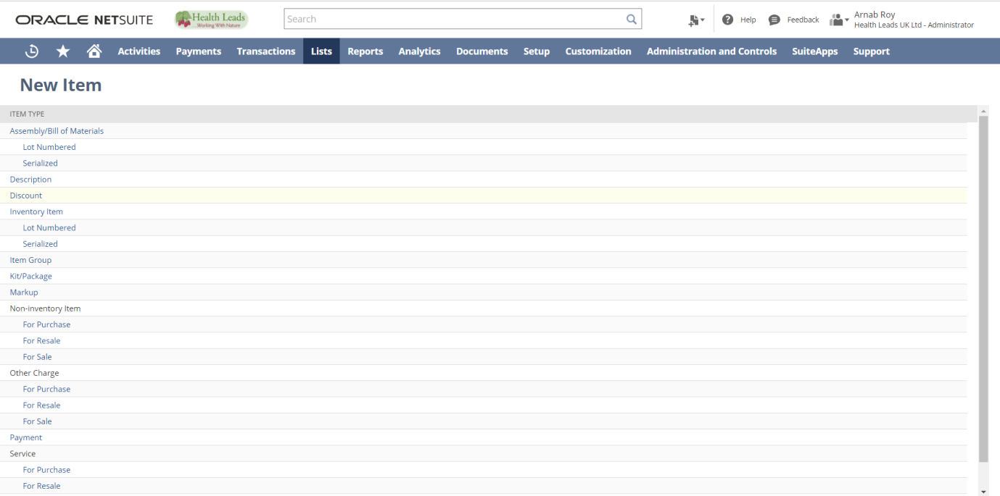 ORACLE NETSUITE
Health Leads
...Working With Nature
Search
Help
Feedback
Arnab Roy
Health Leads UK Ltd - Administrator
Activities Payments Transactions Lists Reports Analytics Documents Setup Customization Administration and Controls SuiteApps Support
New Item
ITEM TYPE
Assembly/Bill of Materials
Lot Numbered
Serialized
Description
Discount
Inventory Item
Lot Numbered
Serialized
Item Group
Kit/Package
Markup
Non-inventory Item
For Purchase
For Resale
For Sale
Other Charge
For Purchase
For Resale
For Sale
Payment
Service
For Purchase
For Resale